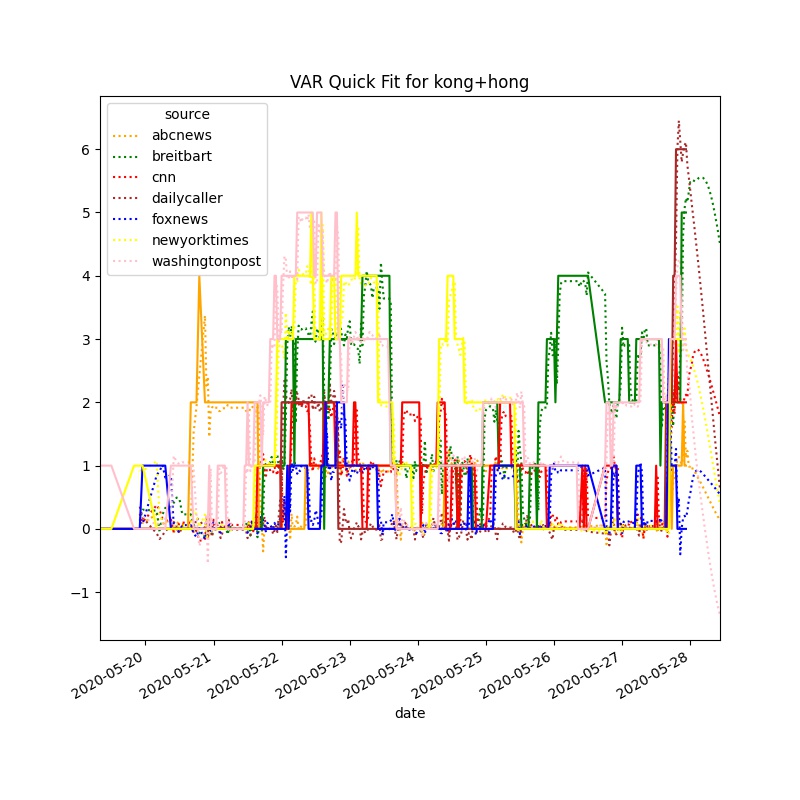 VAR Quick Fit for kong+hong
source
abcnews
breitbart
cnn
dailycaller
foxnews
newyorktimes
washingtonpost
6
5
4
3
2
1
0
−1
2020-05-20
2020-05-21
2020-05-22
2020-05-23
2020-05-24
2020-05-25
2020-05-26
2020-05-27
2020-05-28
date